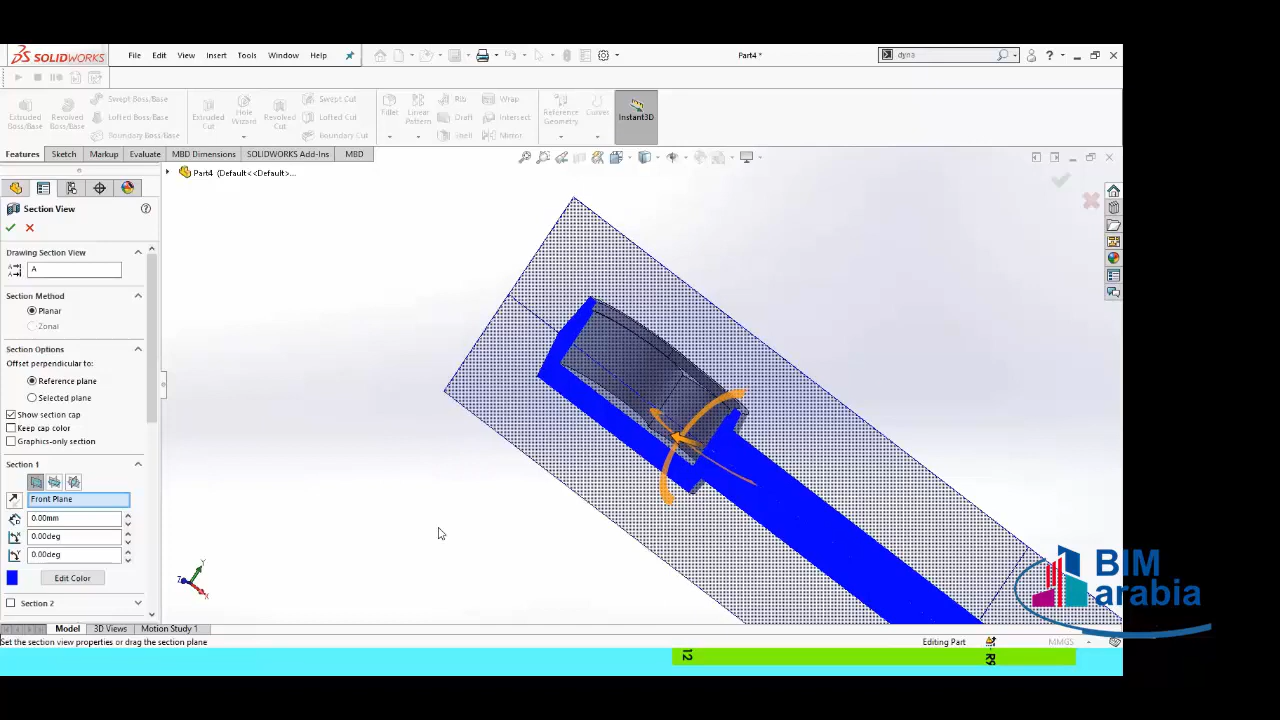 SOLIDWORKS
File Edit View Insert Tools Window Help
Part4 *
dyna
Extruded Boss/Base
Revolved Boss/Base
Swept Boss/Base
Lofted Boss/Base
Boundary Boss/Base
Extruded Cut
Hole Wizard
Revolved Cut
Swept Cut
Lofted Cut
Boundary Cut
Fillet
Linear Pattern
Rib
Draft
Shell
Wrap
Intersect
Mirror
Reference Geometry
Curves
Instant3D
Features Sketch Markup Evaluate MBD Dimensions SOLIDWORKS Add-Ins MBD
Part4 (Default<<Default>...
Section View
Drawing Section View
A
Section Method
Planar
Zonal
Section Options
Offset perpendicular to:
Reference plane
Selected plane
Show section cap
Keep cap color
Graphics-only section
Section 1
Front Plane
0.00mm
0.00deg
0.00deg
Edit Color
Section 2
Y
Z
X
BIM
arabia
Model 3D Views Motion Study 1
Set the section view properties or drag the section plane
Editing Part
MMGS
12
R9